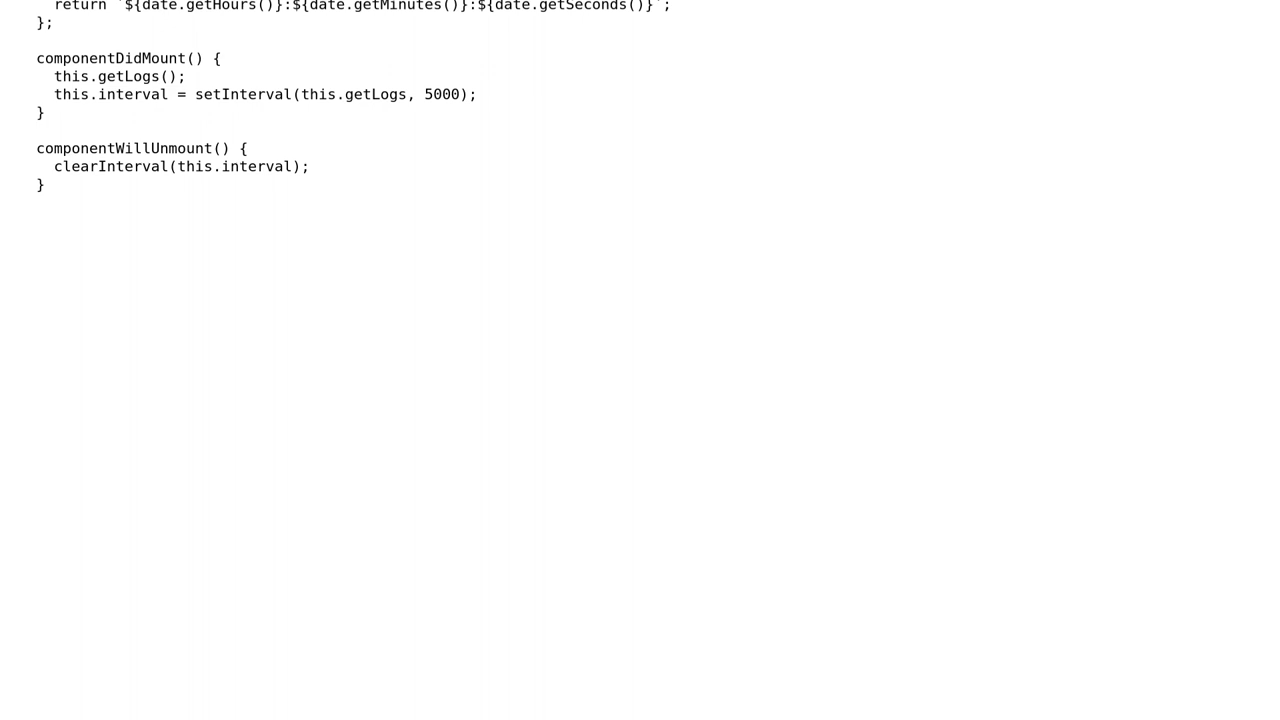 return `${date.getHours()}:${date.getMinutes()}:${date.getSeconds()}`;
};
componentDidMount() {
this.getLogs();
this.interval = setInterval(this.getLogs, 5000);
}
componentWillUnmount() {
clearInterval(this.interval);
}